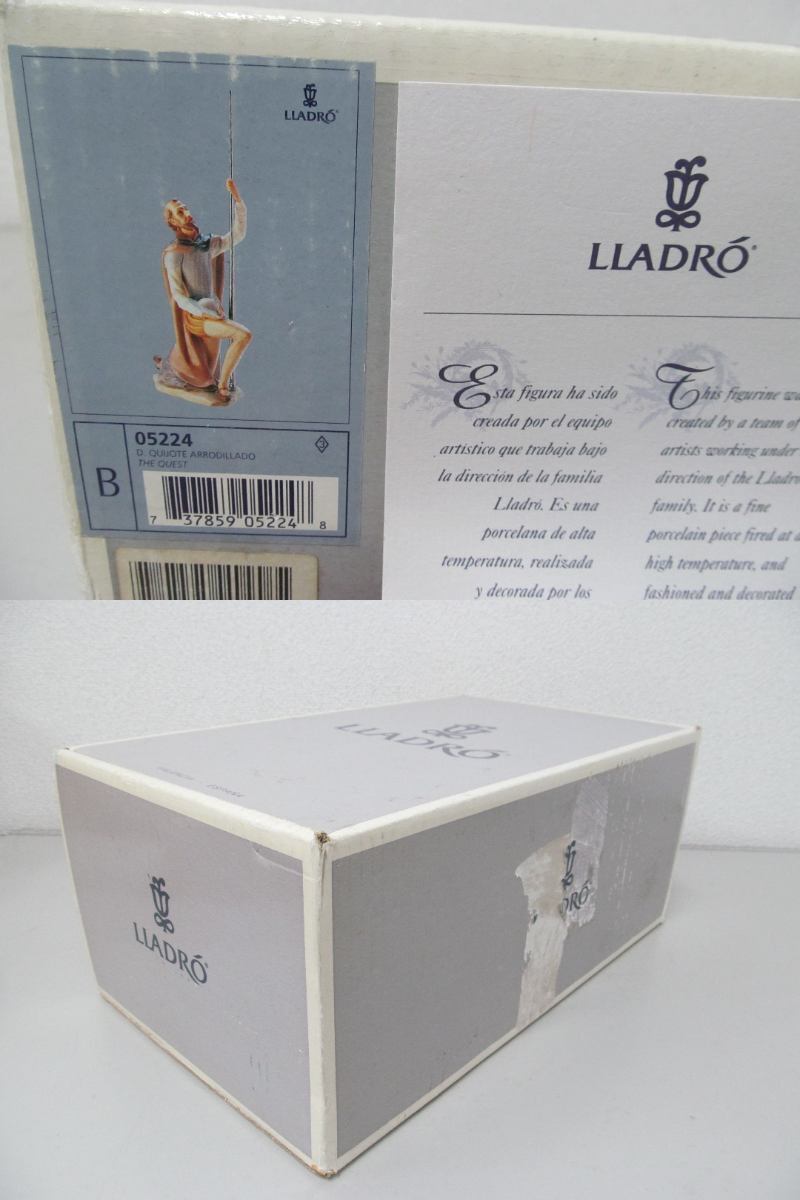 LLADRÓ
05224
D. QUIJOTE ARRODILLADO
THE QUEST
B
3
7 37859 05224 8
LLADRÓ
Esta figura ha sido
creada por el equipo
artístico que trabaja bajo
la dirección de la familia
Lladró. Es una
porcelana de alta
temperatura, realizada
y decorada por los
This figurine wa
created by a team of
artists working under
direction of the Lladró
family. It is a fine
porcelain piece fired at a
high temperature, and
fashioned and decorated
LLADRÓ
LLADRÓ
DRÓ